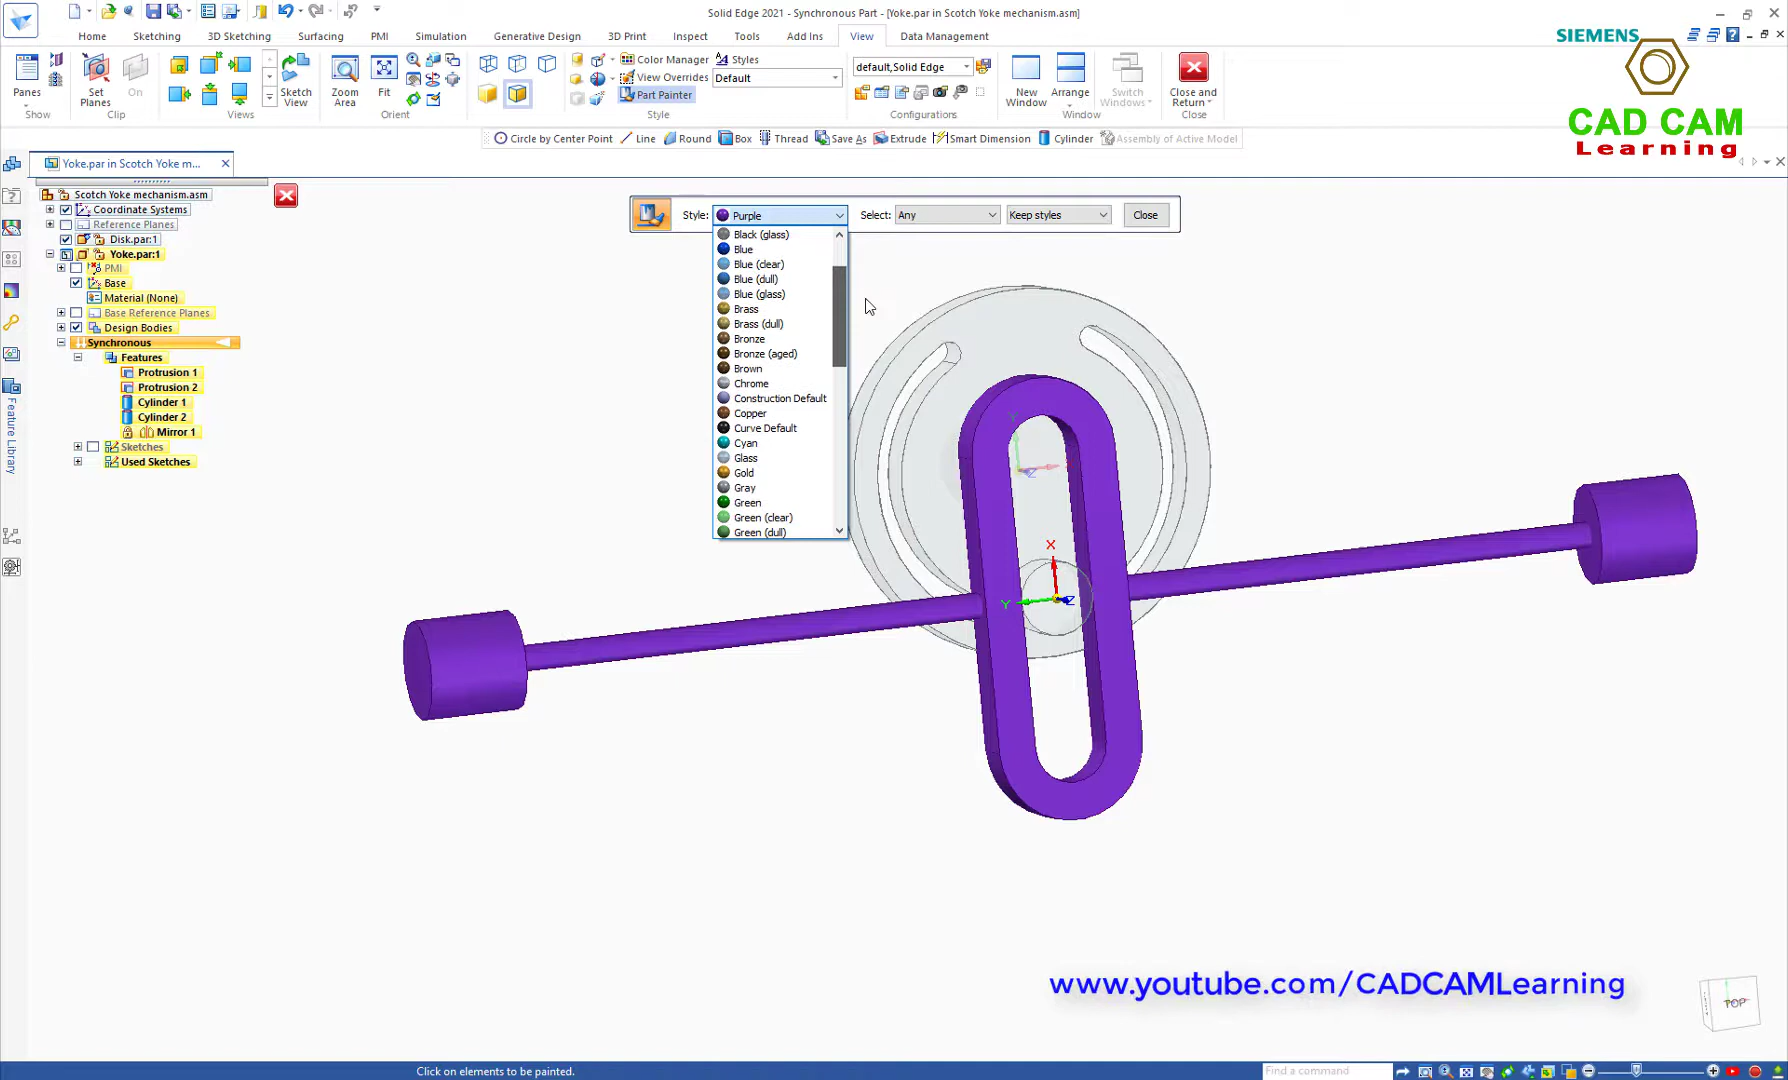 Solid Edge 2021 - Synchronous Part - [Yoke.par in Scotch Yoke mechanism.asm]
Home Sketching 3D Sketching Surfacing PMI Simulation Generative Design 3D Print Inspect Tools Add Ins View Data Management
SIEMENS
CAD CAM
Learning
Panes
Set Planes
On
Sketch View
Zoom Area
Fit
Color Manager
Styles
View Overrides
Default
Part Painter
default,Solid Edge
New Window
Arrange
Switch Windows
Close and Return
Show Clip Views Orient Style Configurations Window Close
Circle by Center Point Line Round Box Thread Save As Extrude Smart Dimension Cylinder Assembly of Active Model
Yoke.par in Scotch Yoke m...
Scotch Yoke mechanism.asm
Coordinate Systems
Reference Planes
Disk.par:1
Yoke.par:1
PMI
Base
Material (None)
Base Reference Planes
Design Bodies
Synchronous
Features
Protrusion 1
Protrusion 2
Cylinder 1
Cylinder 2
Mirror 1
Sketches
Used Sketches
Feature Library
Style: Purple Select: Any Keep styles Close
Black (glass)
Blue
Blue (clear)
Blue (dull)
Blue (glass)
Brass
Brass (dull)
Bronze
Bronze (aged)
Brown
Chrome
Construction Default
Copper
Curve Default
Cyan
Glass
Gold
Gray
Green
Green (clear)
Green (dull)
Y
X
Y
Z
www.youtube.com/CADCAMLearning
TOP
Click on elements to be painted.
Find a command